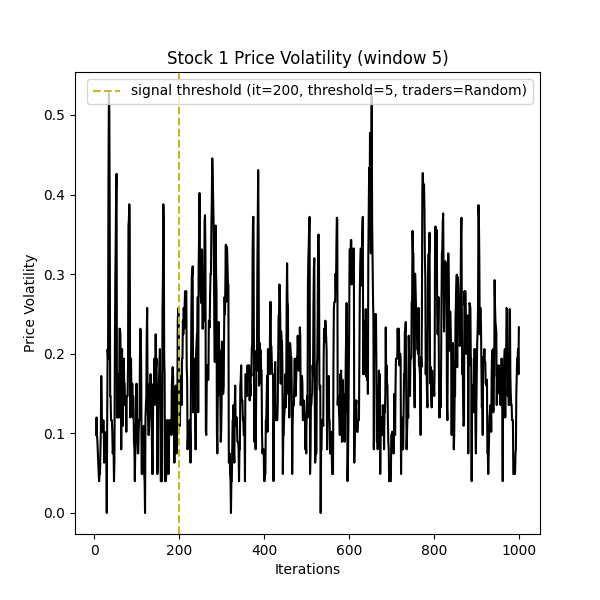 Stock 1 Price Volatility (window 5)
signal threshold (it=200, threshold=5, traders=Random)
Price Volatility
0.5
0.4
0.3
0.2
0.1
0.0
0 200 400 600 800 1000
Iterations